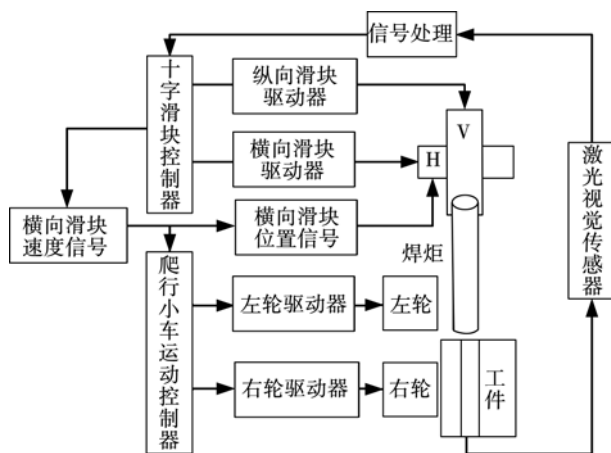 信号处理
十字滑块控制器
纵向滑块
驱动器
V
H
横向滑块
驱动器
激光视觉传感器
横向滑块
速度信号
横向滑块
位置信号
焊炬
爬行小车运动控制器
左轮驱动器
左轮
右轮驱动器
右轮
工件